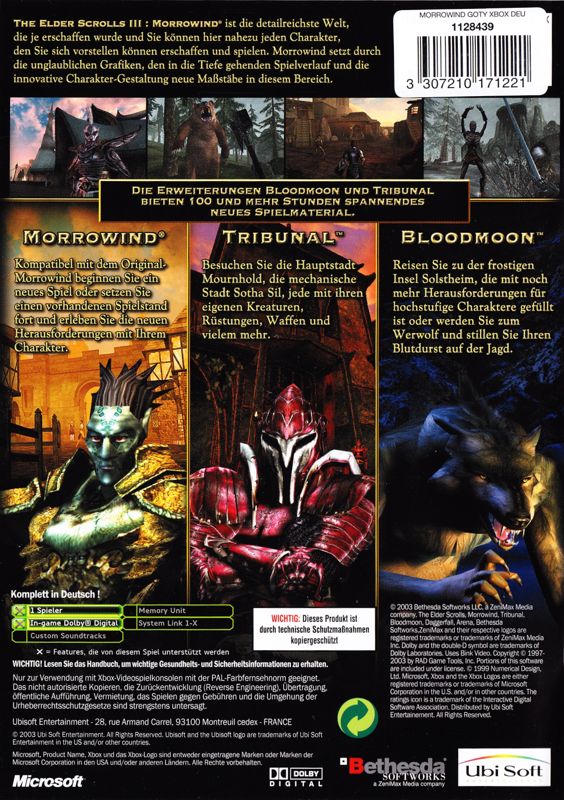 MORROWIND GOTY XBOX DEU
1128439
3 307210 171221
THE ELDER SCROLLS III : MORROWIND® ist die detailreichste Welt,
die je erschaffen wurde und Sie können hier nahezu jeden Charakter,
den Sie sich vorstellen können erschaffen und spielen. Morrowind setzt durch
die unglaublichen Grafiken, den in die Tiefe gehenden Spielverlauf und die
innovative Charakter-Gestaltung neue Maßstäbe in diesem Bereich.
DIE ERWEITERUNGEN BLOODMOON UND TRIBUNAL
BIETEN 100 UND MEHR STUNDEN SPANNENDES
NEUES SPIELMATERIAL.
MORROWIND®
Kompatibel mit dem Original-
Morrowind beginnen Sie ein
neues Spiel oder setzen Sie
einen vorhandenen Spielstand
fort und erleben Sie die neuen
Herausforderungen mit Ihrem
Charakter.
TRIBUNAL™
Besuchen Sie die Hauptstadt
Mournhold, die mechanische
Stadt Sotha Sil, jede mit ihren
eigenen Kreaturen,
Rüstungen, Waffen und
vielem mehr.
BLOODMOON™
Reisen Sie zu der frostigen
Insel Solstheim, die mit noch
mehr Herausforderungen für
hochstufige Charaktere gefüllt
ist oder werden Sie zum
Werwolf und stillen Sie Ihren
Blutdurst auf der Jagd.
Komplett in Deutsch !
1 Spieler
In-game Dolby® Digital
Custom Soundtracks
Memory Unit
System Link 1-X
= Features, die von diesem Spiel unterstützt werden
WICHTIG: Dieses Produkt ist
durch technische Schutzmaßnahmen
kopiergeschützt
WICHTIG! Lesen Sie das Handbuch, um wichtige Gesundheits- und Sicherheitsinformationen zu erhalten.
Nur zur Verwendung mit Xbox-Videospielkonsolen mit der PAL-Farbfernsehnorm geeignet.
Das nicht autorisierte Kopieren, die Zurückentwicklung (Reverse Engineering), Übertragung,
öffentliche Aufführung, Vermietung, das Spielen gegen Gebühren und die Umgehung der
Urheberrechtsschutzgesetze sind strengstens untersagt.
Ubisoft Entertainment - 28, rue Armand Carrel, 93100 Montreuil cedex - FRANCE
© 2003 Ubi Soft Entertainment. All Rights Reserved. Ubisoft and the Ubisoft logo are trademarks of Ubi Soft Entertainment in the
US and/or other countries.
Microsoft, Product Name, Xbox und das Xbox-Logo sind entweder eingetragene Marken oder Marken der
Microsoft Corporation in den USA und/oder anderen Ländern. Alle Rechte vorbehalten.
© 2003 Bethesda Softworks LLC, a ZeniMax Media
company. The Elder Scrolls, Morrowind, Tribunal,
Bloodmoon, Daggerfall, Arena, Bethesda
Softworks,ZeniMax and their respective logos are
registered trademarks or trademarks of ZeniMax Media
Inc. Dolby and the double-D symbol are trademarks of
Dolby Laboratories. Uses Bink Video. Copyright © 1997-
2003 by RAD Game Tools, Inc. Portions of this software
are included under license. © 1999 Numerical Design,
Ltd. Microsoft, Xbox and the Xbox Logos are either
registered trademarks or trademarks of Microsoft
Corporation in the U.S. and/or in other countries. The
ratings icon is a trademark of the Interactive Digital
Software Association. Distributed by Ubi Soft
Entertainment. All Rights Reserved.
Microsoft
DOLBY
DIGITAL
Bethesda
SOFTWORKS
a ZeniMax Media company
Ubi Soft